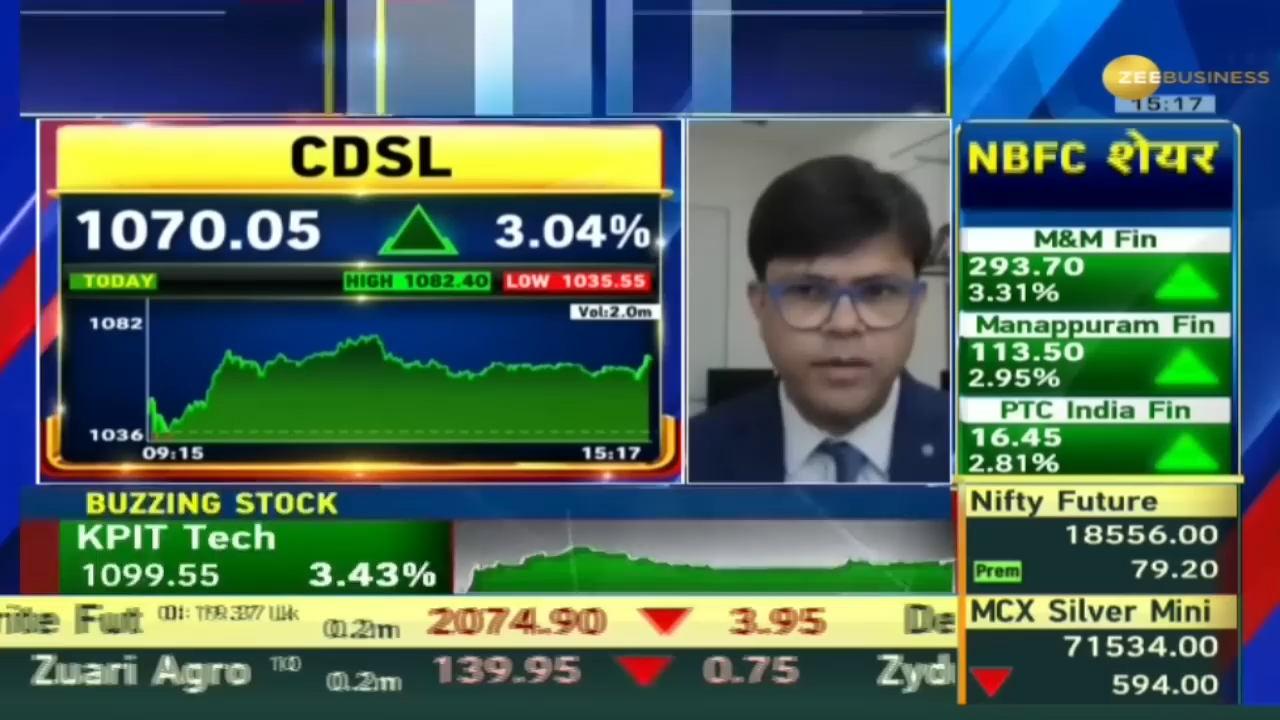 ZEEBUSINESS
15:17
CDSL
1070.05 3.04%
TODAY HIGH 1082.40 LOW 1035.55
Vol:2.0m
1082
1036
09:15 15:17
NBFC शेयर
M&M Fin
293.70
3.31%
Manappuram Fin
113.50
2.95%
PTC India Fin
16.45
2.81%
BUZZING STOCK
KPIT Tech
1099.55 3.43%
Nifty Future
18556.00
Prem 79.20
MCX Silver Mini
71534.00
594.00
Fut 0.2m 2074.90 3.95 De
Zuari Agro 0.2m 139.95 0.75 Zyd